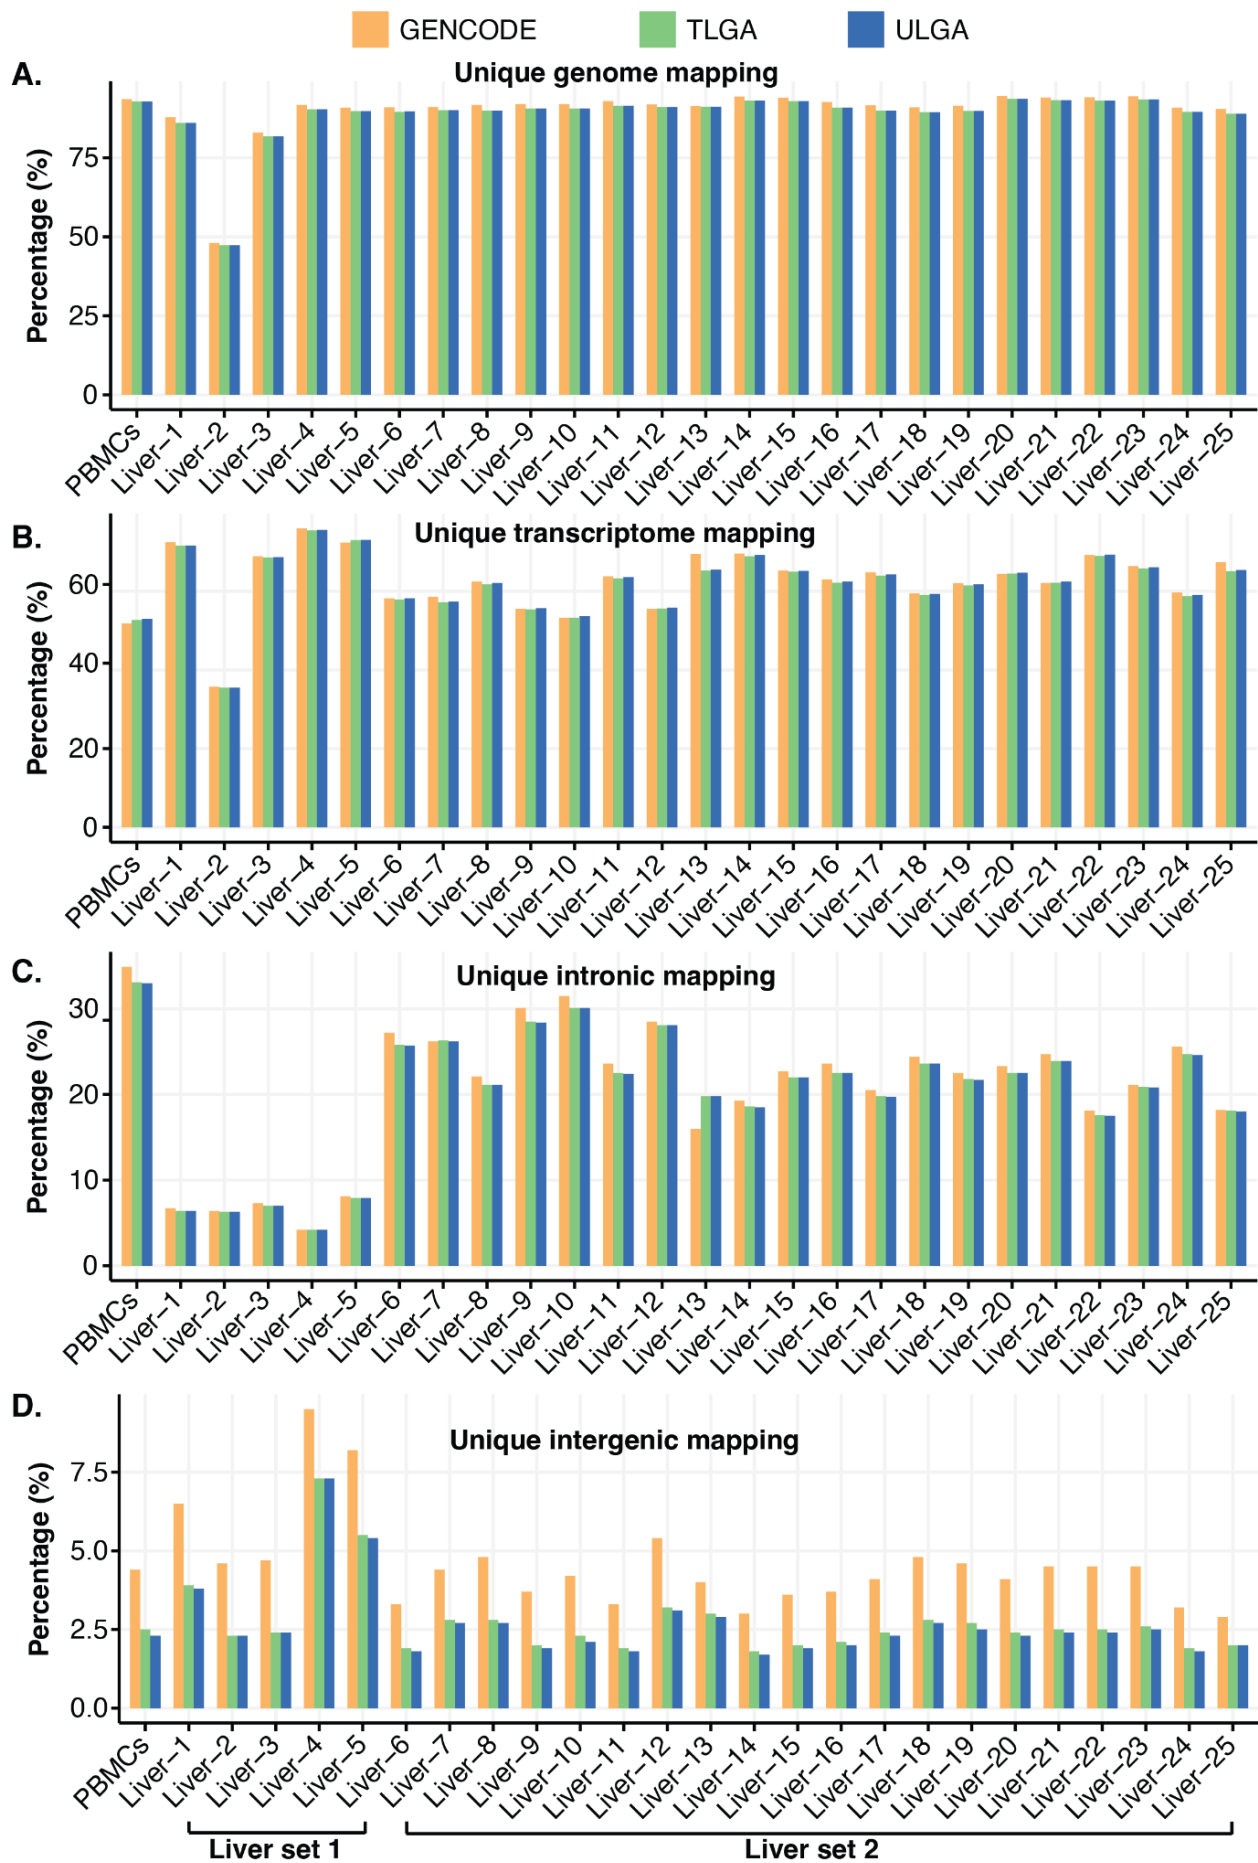 GENCODE TLGA ULGA
A.
Unique genome mapping
Percentage (%)
75
50
25
0
PBMCs Liver−1 Liver−2 Liver−3 Liver−4 Liver−5 Liver−6 Liver−7 Liver−8 Liver−9 Liver−10 Liver−11 Liver−12 Liver−13 Liver−14 Liver−15 Liver−16 Liver−17 Liver−18 Liver−19 Liver−20 Liver−21 Liver−22 Liver−23 Liver−24 Liver−25
B.
Unique transcriptome mapping
Percentage (%)
60
40
20
0
PBMCs Liver−1 Liver−2 Liver−3 Liver−4 Liver−5 Liver−6 Liver−7 Liver−8 Liver−9 Liver−10 Liver−11 Liver−12 Liver−13 Liver−14 Liver−15 Liver−16 Liver−17 Liver−18 Liver−19 Liver−20 Liver−21 Liver−22 Liver−23 Liver−24 Liver−25
C.
Unique intronic mapping
Percentage (%)
30
20
10
0
PBMCs Liver−1 Liver−2 Liver−3 Liver−4 Liver−5 Liver−6 Liver−7 Liver−8 Liver−9 Liver−10 Liver−11 Liver−12 Liver−13 Liver−14 Liver−15 Liver−16 Liver−17 Liver−18 Liver−19 Liver−20 Liver−21 Liver−22 Liver−23 Liver−24 Liver−25
D.
Unique intergenic mapping
Percentage (%)
7.5
5.0
2.5
0.0
PBMCs Liver−1 Liver−2 Liver−3 Liver−4 Liver−5 Liver−6 Liver−7 Liver−8 Liver−9 Liver−10 Liver−11 Liver−12 Liver−13 Liver−14 Liver−15 Liver−16 Liver−17 Liver−18 Liver−19 Liver−20 Liver−21 Liver−22 Liver−23 Liver−24 Liver−25
Liver set 1 Liver set 2